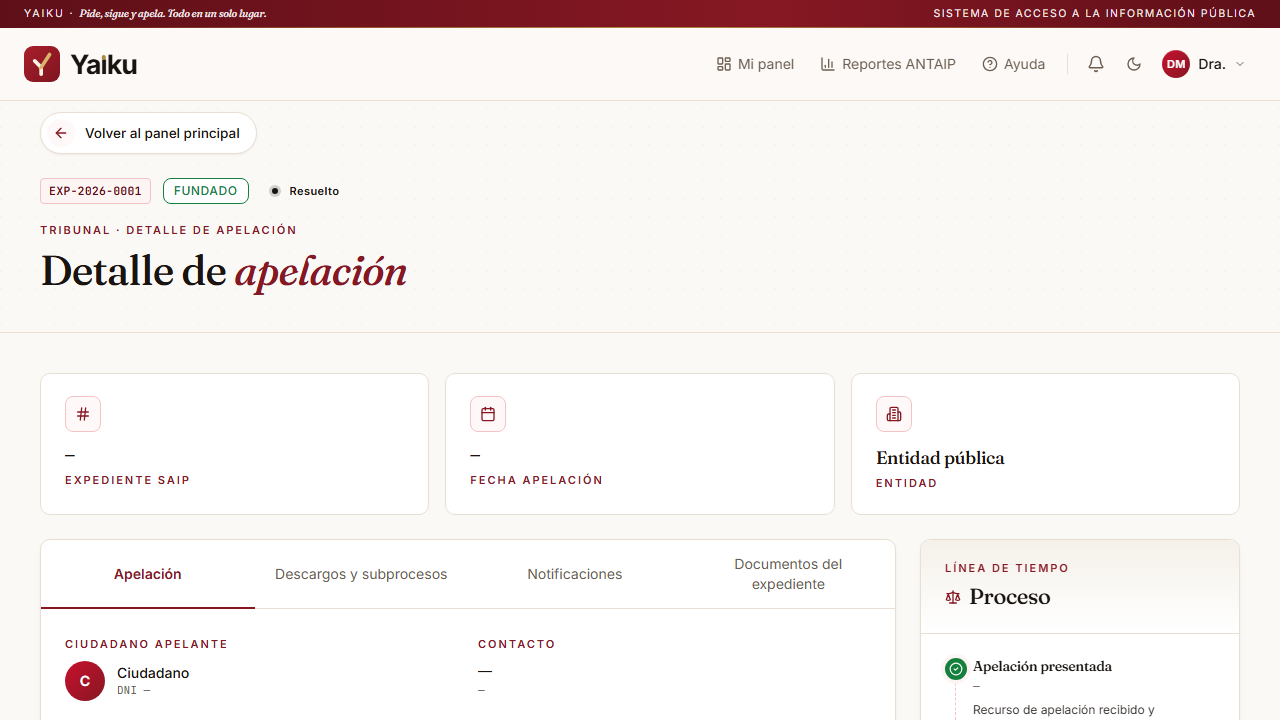 YAIKU · Pide, sigue y apela. Todo en un solo lugar.
SISTEMA DE ACCESO A LA INFORMACIÓN PÚBLICA
Yaiku
Mi panel
Reportes ANTAIP
Ayuda
DM
Dra.
Volver al panel principal
EXP-2026-0001
FUNDADO
Resuelto
TRIBUNAL · DETALLE DE APELACIÓN
Detalle de apelación
—
EXPEDIENTE SAIP
—
FECHA APELACIÓN
Entidad pública
ENTIDAD
Apelación
Descargos y subprocesos
Notificaciones
Documentos del
expediente
LÍNEA DE TIEMPO
Proceso
CIUDADANO APELANTE
C
Ciudadano
DNI —
CONTACTO
—
—
Apelación presentada
—
Recurso de apelación recibido y